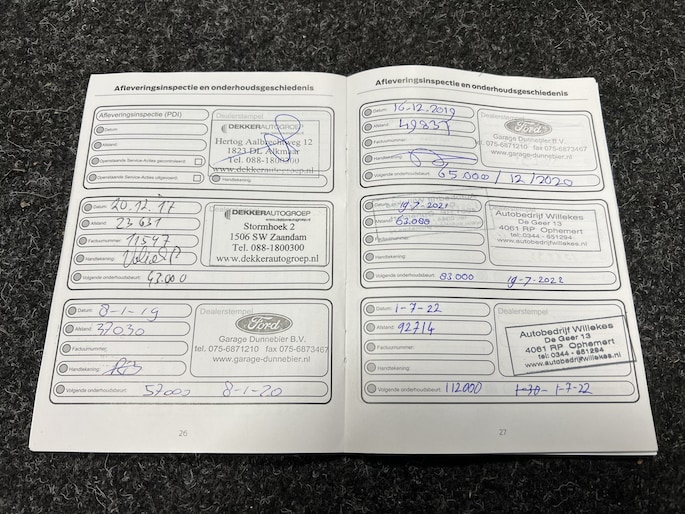 Afleveringsinspectie en onderhoudsgeschiedenis
Afleveringsinspectie (PDI)
Datum:
Afstand:
Openstaande Service-Acties gecontroleerd:
Openstaande Service-Acties uitgevoerd:
Dealerstempel
DEKKERAUTOGROEP
Hertog Aalbrechtweg 12
1823 DL Alkmaar
Tel. 088-1800300
www.dekkerautogroep.nl
Handtekening:
Datum: 20.12.17
Afstand: 23631
Factuurnummer: 11547
Handtekening:
Volgende onderhoudsbeurt: 43.000
DEKKERAUTOGROEP
Stormhoek 2
1506 SW Zaandam
Tel. 088-1800300
www.dekkerautogroep.nl
Datum: 8-1-19
Afstand: 37030
Factuurnummer:
Handtekening:
Volgende onderhoudsbeurt: 57000 8-1-20
Dealerstempel
Ford
Garage Dunnebier B.V.
tel. 075-6871210 fax 075-6873467
www.garage-dunnebier.nl
26
Afleveringsinspectie en onderhoudsgeschiedenis
Datum: 16-12-2019
Afstand: 49835
Factuurnummer:
Handtekening:
Volgende onderhoudsbeurt: 65.000 / 12/2020
Dealerstempel
Ford
Garage Dunnebier B.V.
tel. 075-6871210 fax 075-6873467
www.garage-dunnebier.nl
Datum: 19-7-2021
Afstand: 63.000
Handtekening:
Volgende onderhoudsbeurt: 83.000 19-7-2022
Autobedrijf Willekes
De Geer 13
4061 RP Ophemert
tel: 0344 - 651294
www.autobedrijfwillekes.nl
Datum: 1-7-22
Afstand: 92714
Factuurnummer:
Handtekening:
Volgende onderhoudsbeurt: 112000 1-7-22
Dealerstempel
Autobedrijf Willekes
De Geer 13
4061 RP Ophemert
tel: 0344 - 651294
www.autobedrijfwillekes.nl
27